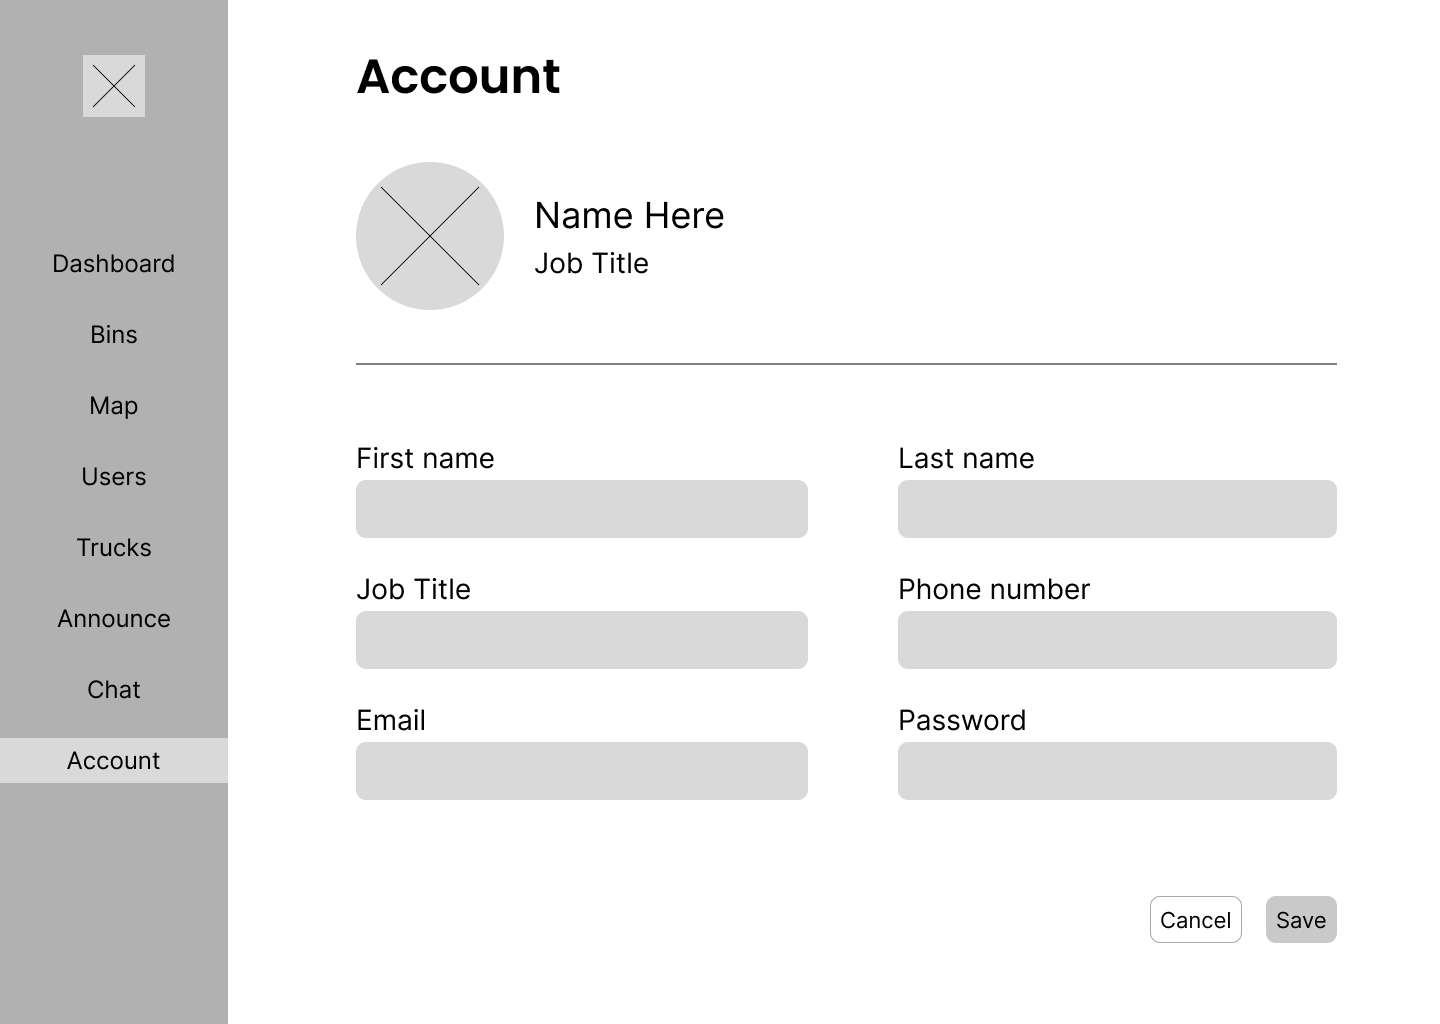 Dashboard
Bins
Map
Users
Trucks
Announce
Chat
Account
Account
Name Here
Job Title
First name
Last name
Job Title
Phone number
Email
Password
Cancel
Save